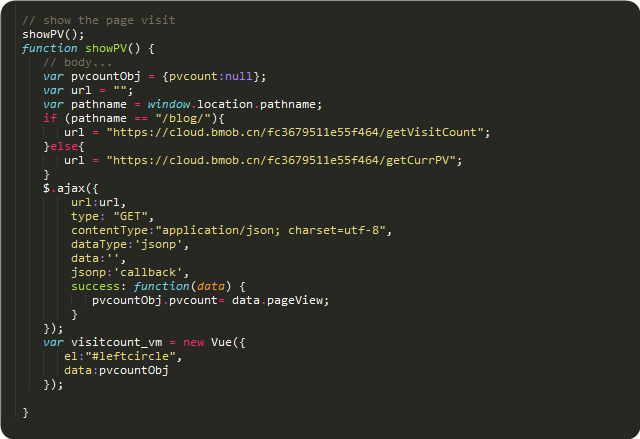 // show the page visit
showPV();
function showPV() {
// body...
var pvcountObj = {pvcount:null};
var url = "";
var pathname = window.location.pathname;
if (pathname == "/blog/"){
url = "https://cloud.bmob.cn/fc3679511e55f464/getVisitCount";
}else{
url = "https://cloud.bmob.cn/fc3679511e55f464/getCurrPV";
}
$.ajax({
url:url,
type: "GET",
contentType:"application/json; charset=utf-8",
dataType:'jsonp',
data:'',
jsonp:'callback',
success: function(data) {
pvcountObj.pvcount= data.pageView;
}
});
var visitcount_vm = new Vue({
el:"#leftcircle",
data:pvcountObj
});
}